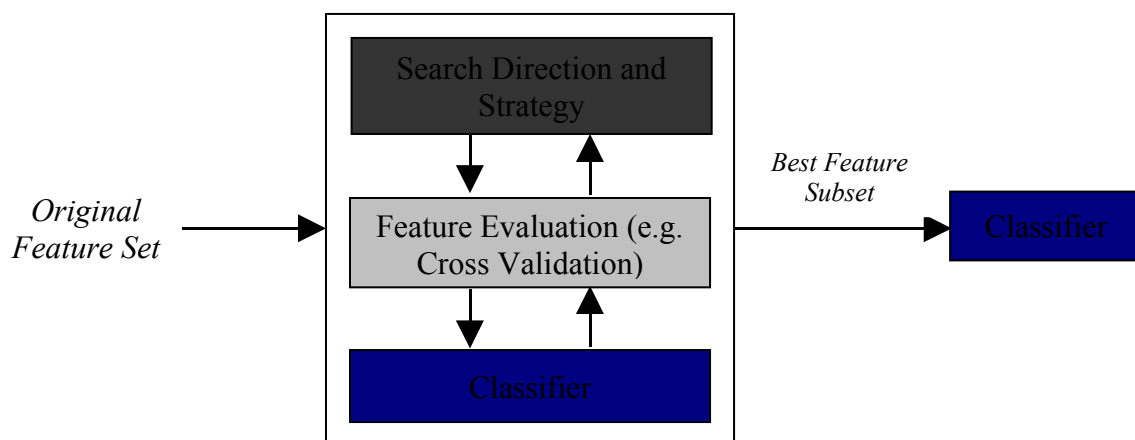 Search Direction and
Strategy
Best Feature
Subset
Original
Feature Set
Feature Evaluation (e.g.
Cross Validation)
Classifier
Classifier